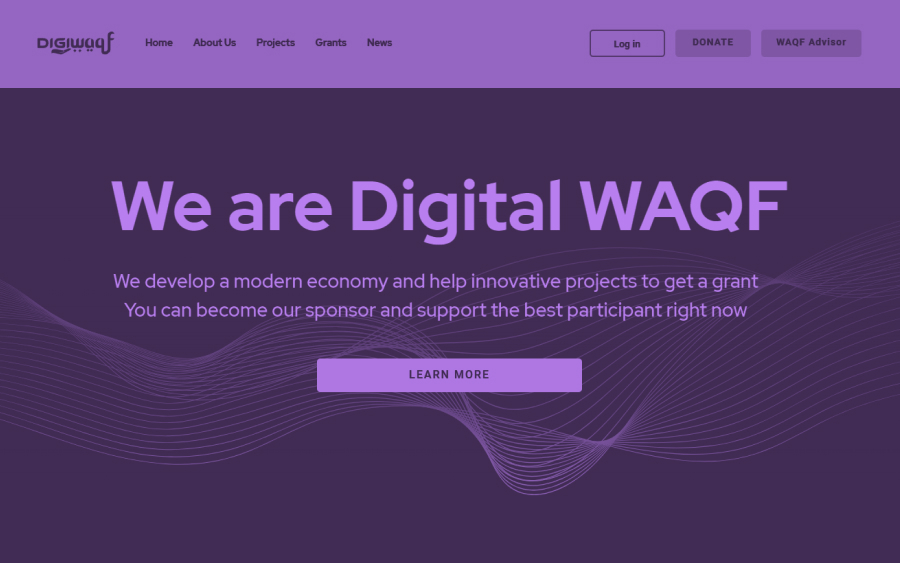 DIGIWAQF
Home
About Us
Projects
Grants
News
Log in
DONATE
WAQF Advisor
We are Digital WAQF
We develop a modern economy and help innovative projects to get a grant
You can become our sponsor and support the best participant right now
LEARN MORE